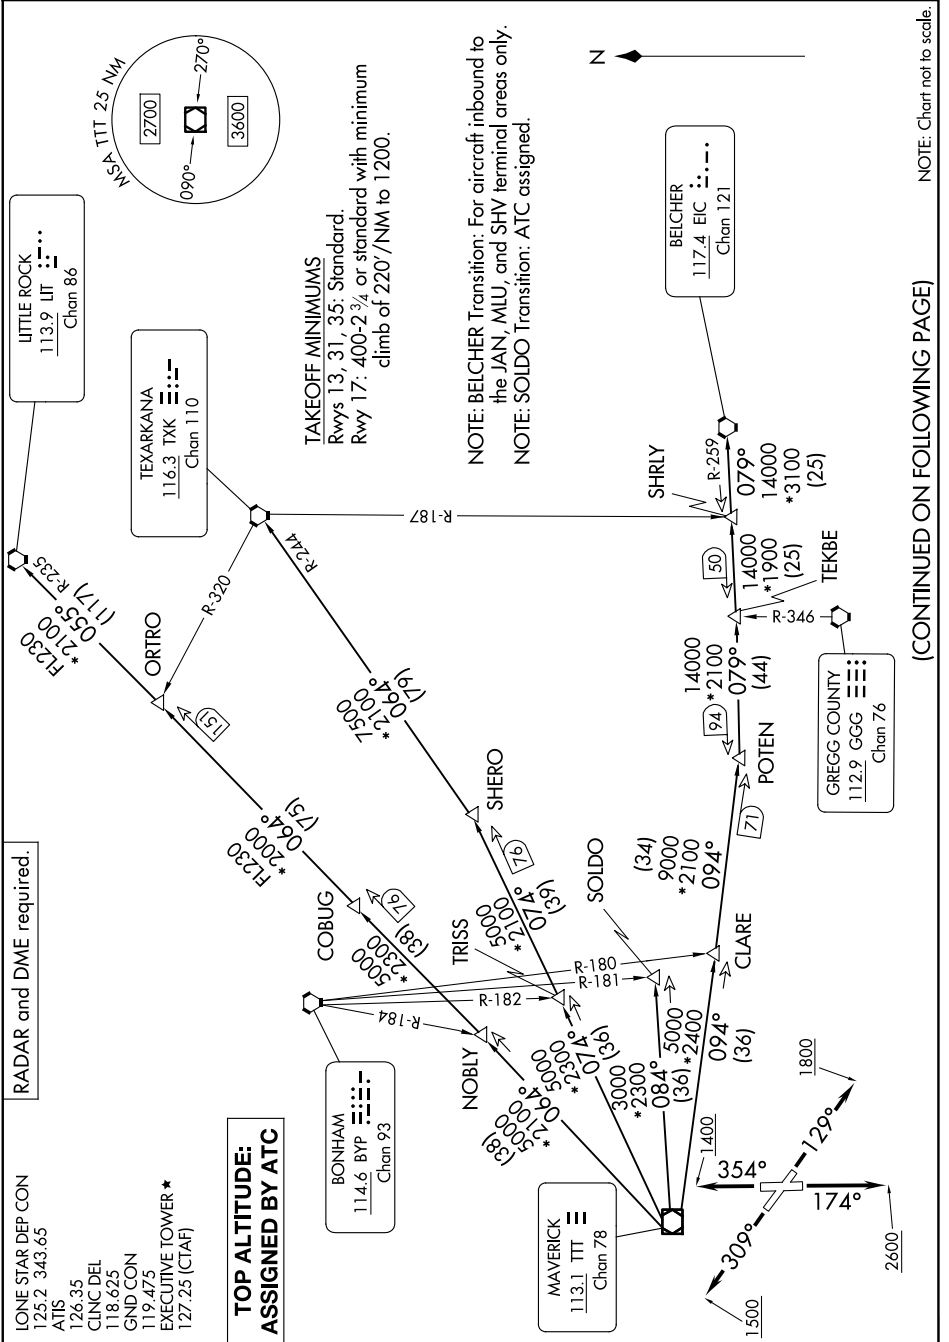 LONE STAR DEP CON
125.2 343.65
ATIS
126.35
CLNC DEL
118.625
GND CON
119.475
EXECUTIVE TOWER ★
127.25 (CTAF)
RADAR and DME required.
TOP ALTITUDE:
ASSIGNED BY ATC
LITTLE ROCK
113.9 LIT
Chan 86
MSA TTT 25 NM
2700
090°
270°
3600
TEXARKANA
116.3 TXK
Chan 110
TAKEOFF MINIMUMS
Rwys 13, 31, 35: Standard.
Rwy 17: 400-2 ¾ or standard with minimum
climb of 220'/NM to 1200.
NOTE: BELCHER Transition: For aircraft inbound to
the JAN, MLU, and SHV terminal areas only.
NOTE: SOLDO Transition: ATC assigned.
N
R-235
FL230
*2100
055°
(117)
ORTRO
R-320
151
FL230
*2000
064°
(75)
COBUG
76
5000
*2300
(38)
NOBLY
(38)
5000
*2100
064°
R-244
7500
*2100
064°
(79)
SHERO
76
5000
*2100
074°
(39)
TRISS
5000
*2300
074°
(36)
BONHAM
114.6 BYP
Chan 93
R-184
R-182
R-181
R-180
SOLDO
3000
*2300
084°
(36)
CLARE
5000
*2400
094°
(36)
(34)
9000
*2100
094°
71
POTEN
94
14000
*2100
079°
(44)
TEKBE
R-346
GREGG COUNTY
112.9 GGG
Chan 76
50
14000
*1900
(25)
SHRLY
R-187
R-259
079°
14000
*3100
(25)
BELCHER
117.4 EIC
Chan 121
MAVERICK
113.1 TTT
Chan 78
1400
354°
1800
129°
174°
2600
309°
1500
(CONTINUED ON FOLLOWING PAGE)
NOTE: Chart not to scale.